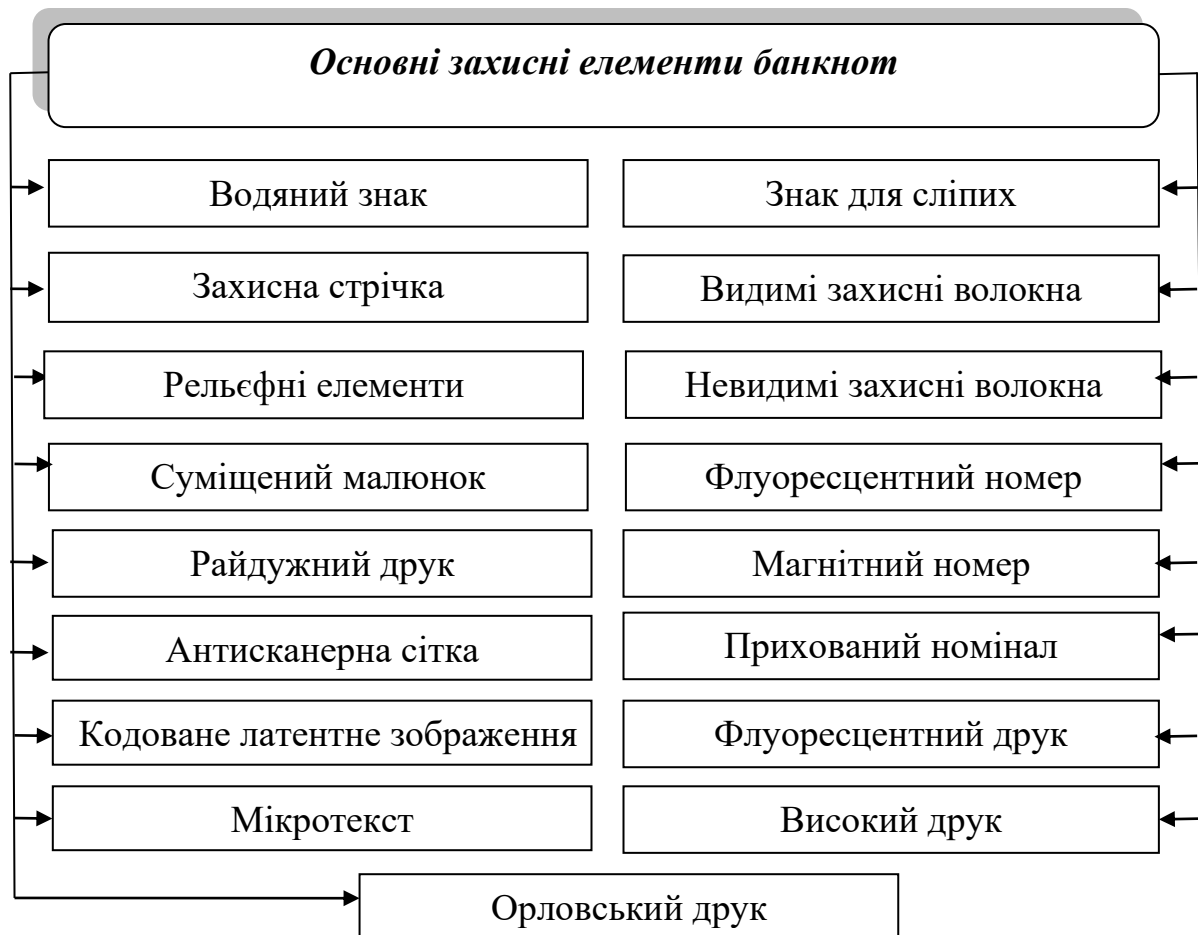 Основні захисні елементи банкнот
Водяний знак
Знак для сліпих
Захисна стрічка
Видимі захисні волокна
Рельєфні елементи
Невидимі захисні волокна
Суміщений малюнок
Флуоресцентний номер
Райдужний друк
Магнітний номер
Антисканерна сітка
Прихований номінал
Кодоване латентне зображення
Флуоресцентний друк
Мікротекст
Високий друк
Орловський друк